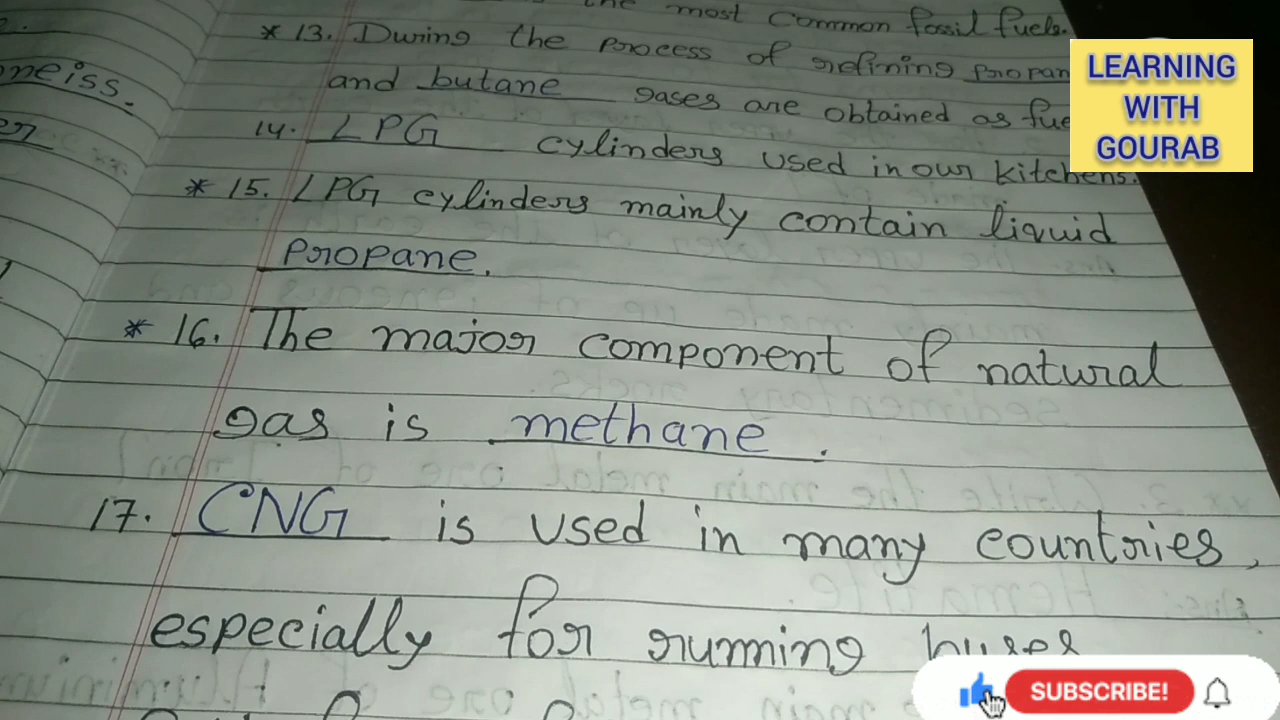 the most common fossil fuels.
* 13. During the process of refining propan
and butane gases are obtained as fue
14. LPG cylinders used in our kitchens.
* 15. LPG cylinders mainly contain liquid
propane.
* 16. The major component of natural
gas is methane.
17. CNG is used in many countries,
especially for running buses
neiss.
LEARNING
WITH
GOURAB
SUBSCRIBE!